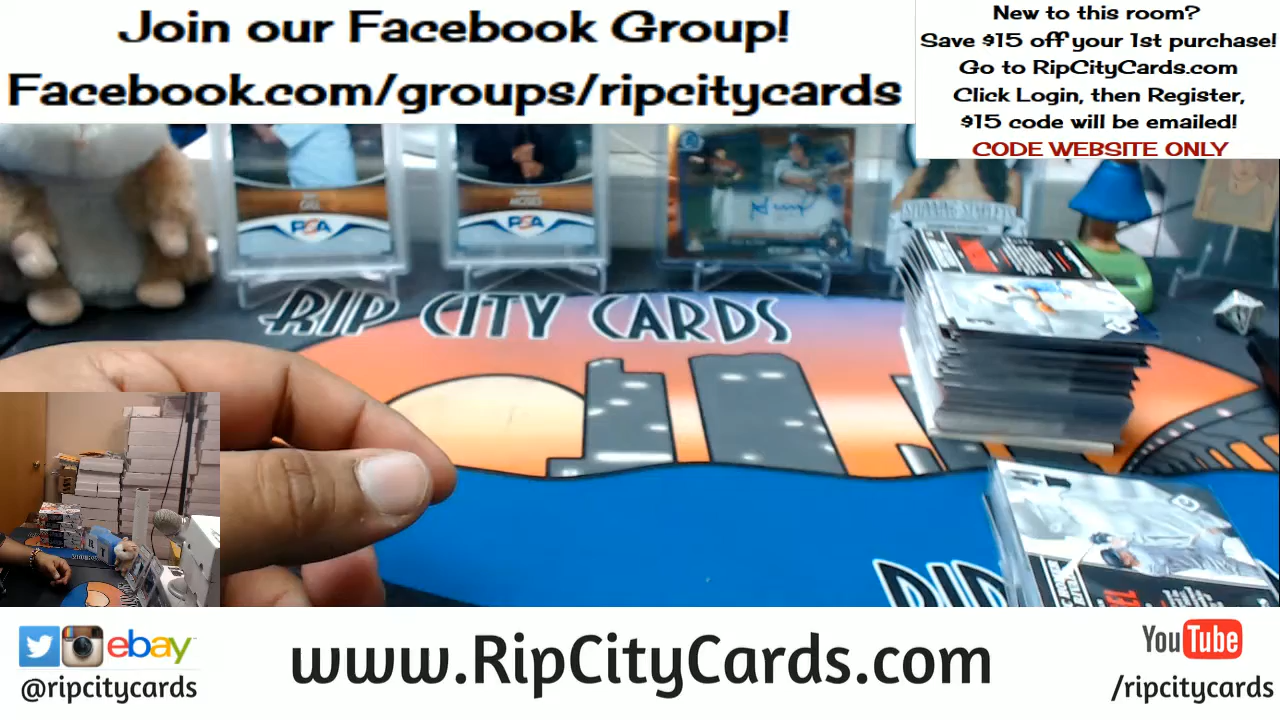 Join our Facebook Group!
Facebook.com/groups/ripcitycards
New to this room?
Save $15 off your 1st purchase!
Go to RipCityCards.com
Click Login, then Register,
$15 code will be emailed!
CODE WEBSITE ONLY
PSA
PSA
RIP CITY CARDS
RIP
ebay
@ripcitycards
www.RipCityCards.com
YouTube
/ripcitycards